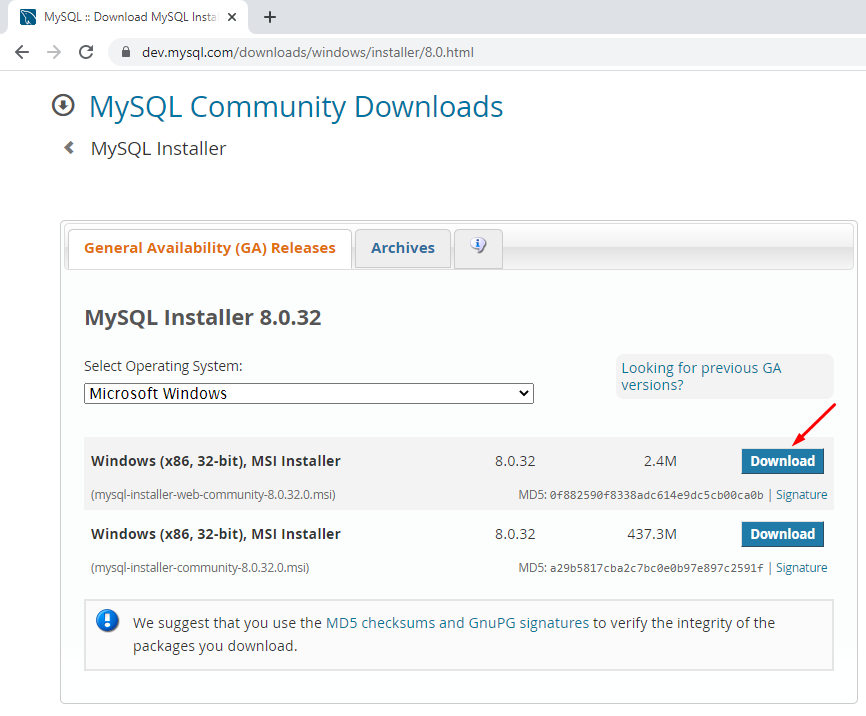 MySQL :: Download MySQL Insta
dev.mysql.com/downloads/windows/installer/8.0.html
MySQL Community Downloads
MySQL Installer
General Availability (GA) Releases
Archives
MySQL Installer 8.0.32
Select Operating System:
Microsoft Windows
Looking for previous GA
versions?
Windows (x86, 32-bit), MSI Installer 8.0.32 2.4M Download
(mysql-installer-web-community-8.0.32.0.msi) MD5: 0f882590f8338adc614e9dc5cb00ca0b | Signature
Windows (x86, 32-bit), MSI Installer 8.0.32 437.3M Download
(mysql-installer-community-8.0.32.0.msi) MD5: a29b5817cba2c7bc0e0b97e897c2591f | Signature
We suggest that you use the MD5 checksums and GnuPG signatures to verify the integrity of the
packages you download.